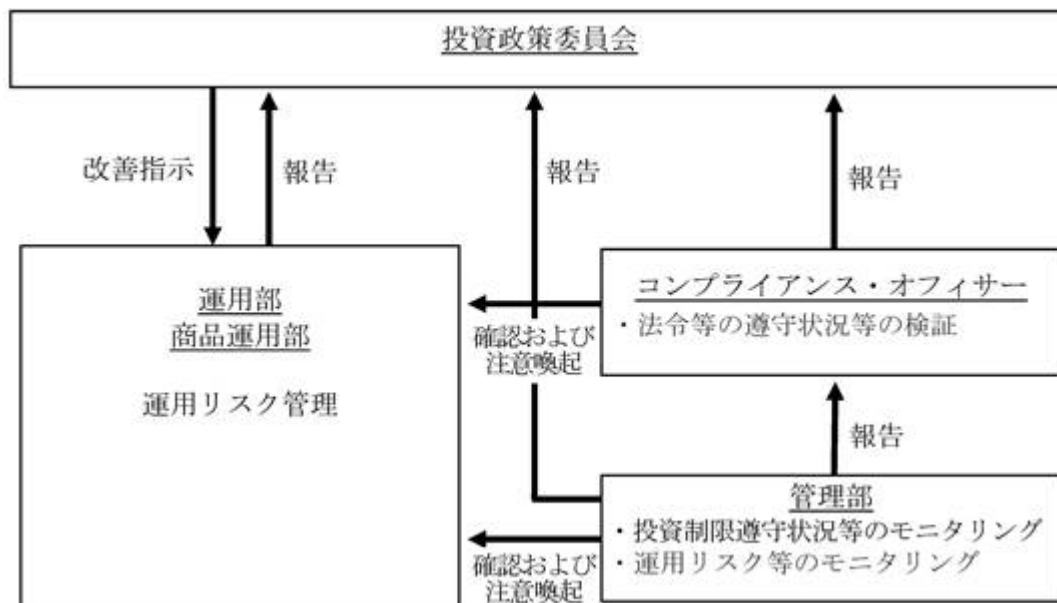 投資政策委員会
改善指示
報告
報告
報告
運用部
商品運用部
運用リスク管理
コンプライアンス・オフィサー
・法令等の遵守状況等の検証
確認および
注意喚起
報告
管理部
・投資制限遵守状況等のモニタリング
・運用リスク等のモニタリング
確認および
注意喚起